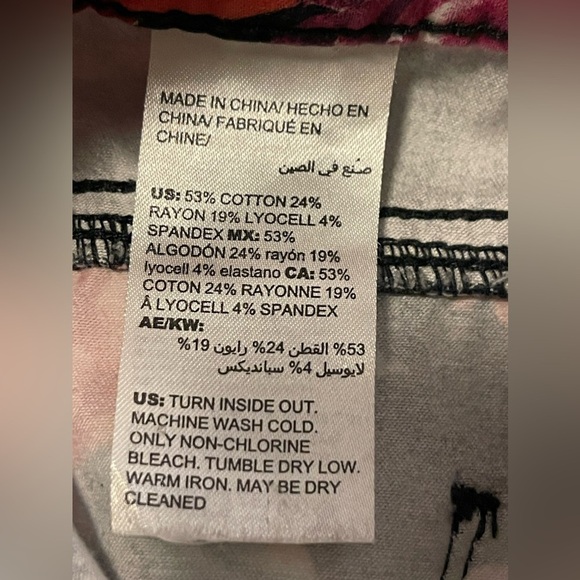 MADE IN CHINA/ HECHO EN
CHINA/ FABRIQUÉ EN
CHINE/
صنع في الصين
US: 53% COTTON 24%
RAYON 19% LYOCELL 4%
SPANDEX MX: 53%
ALGODÓN 24% rayón 19%
lyocell 4% elastano CA: 53%
COTON 24% RAYONNE 19%
Â LYOCELL 4% SPANDEX
AE/KW:
53% القطن 24% رايون 19%
لايوسيل 4% سبانديكس
US: TURN INSIDE OUT.
MACHINE WASH COLD.
ONLY NON-CHLORINE
BLEACH. TUMBLE DRY LOW.
WARM IRON. MAY BE DRY
CLEANED